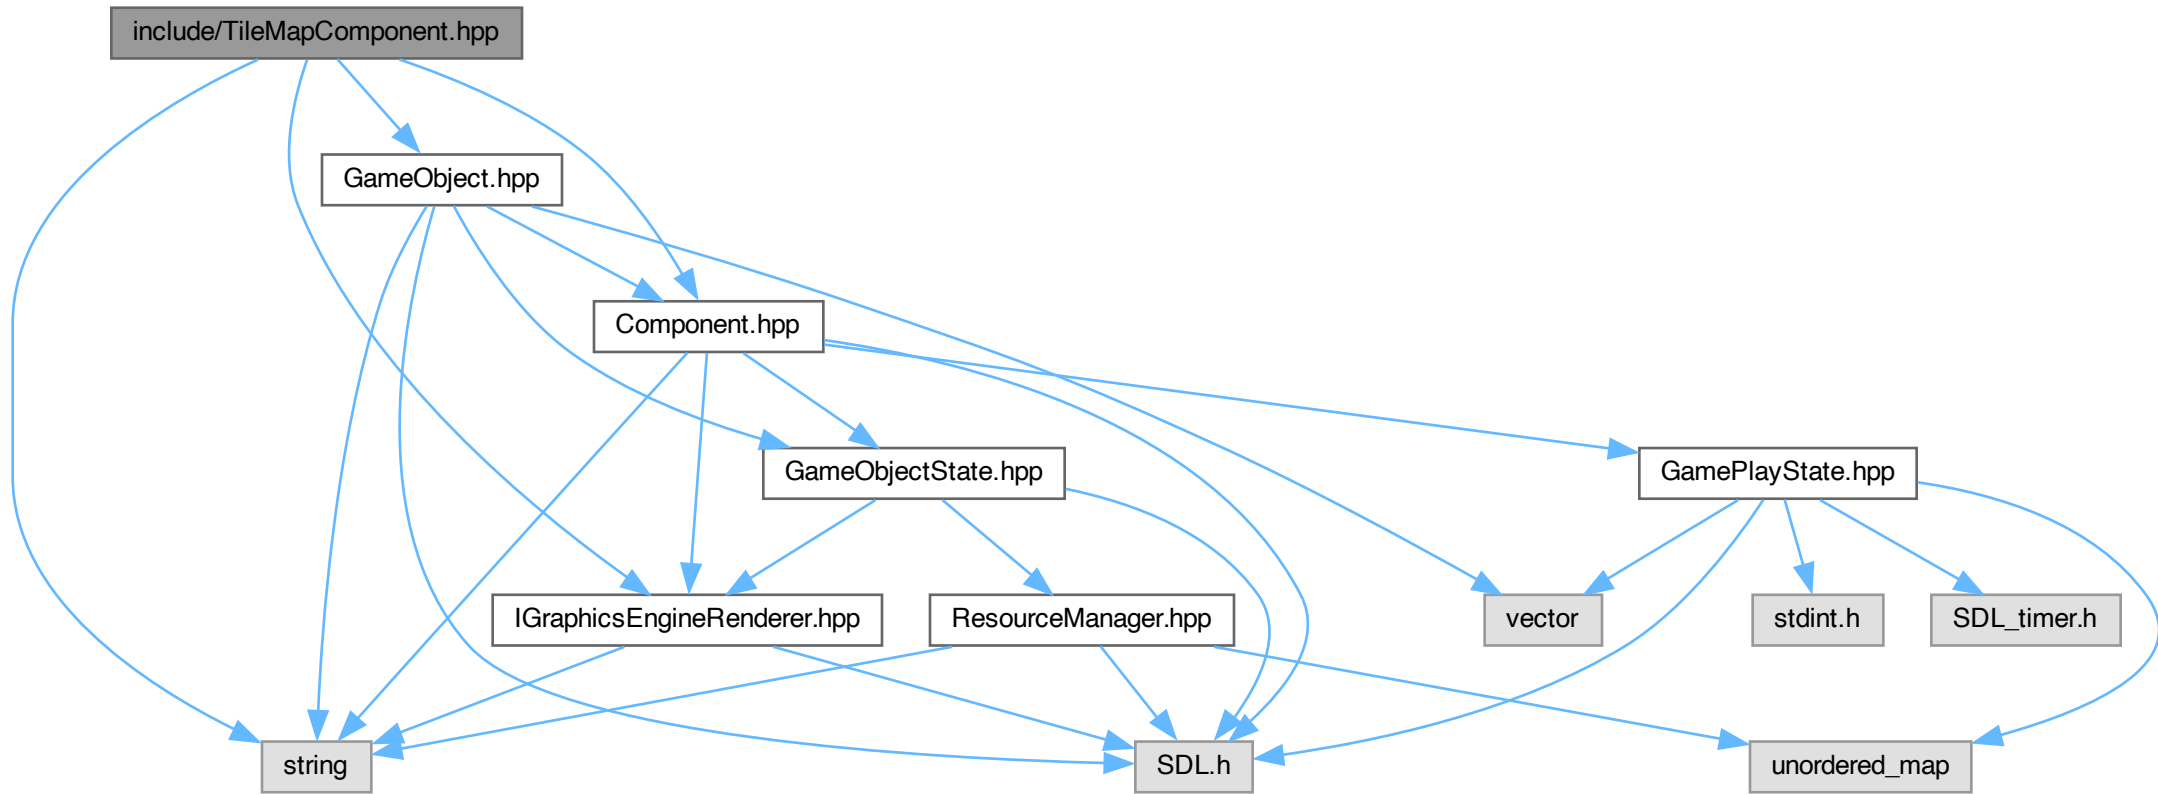 include/TileMapComponent.hpp
GameObject.hpp
Component.hpp
GameObjectState.hpp
GamePlayState.hpp
IGraphicsEngineRenderer.hpp
ResourceManager.hpp
vector
stdint.h
SDL_timer.h
string
SDL.h
unordered_map